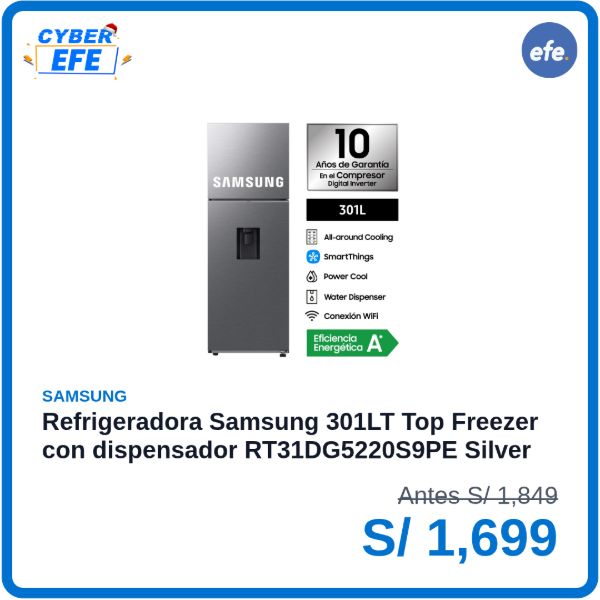 CYBER
EFE
efe.
10
Años de Garantía
En el Compresor
Digital Inverter
SAMSUNG
301L
All-around Cooling
SmartThings
Power Cool
Water Dispenser
Conexión WiFi
Eficiencia
Energética A+
SAMSUNG
Refrigeradora Samsung 301LT Top Freezer
con dispensador RT31DG5220S9PE Silver
Antes S/ 1,849
S/ 1,699